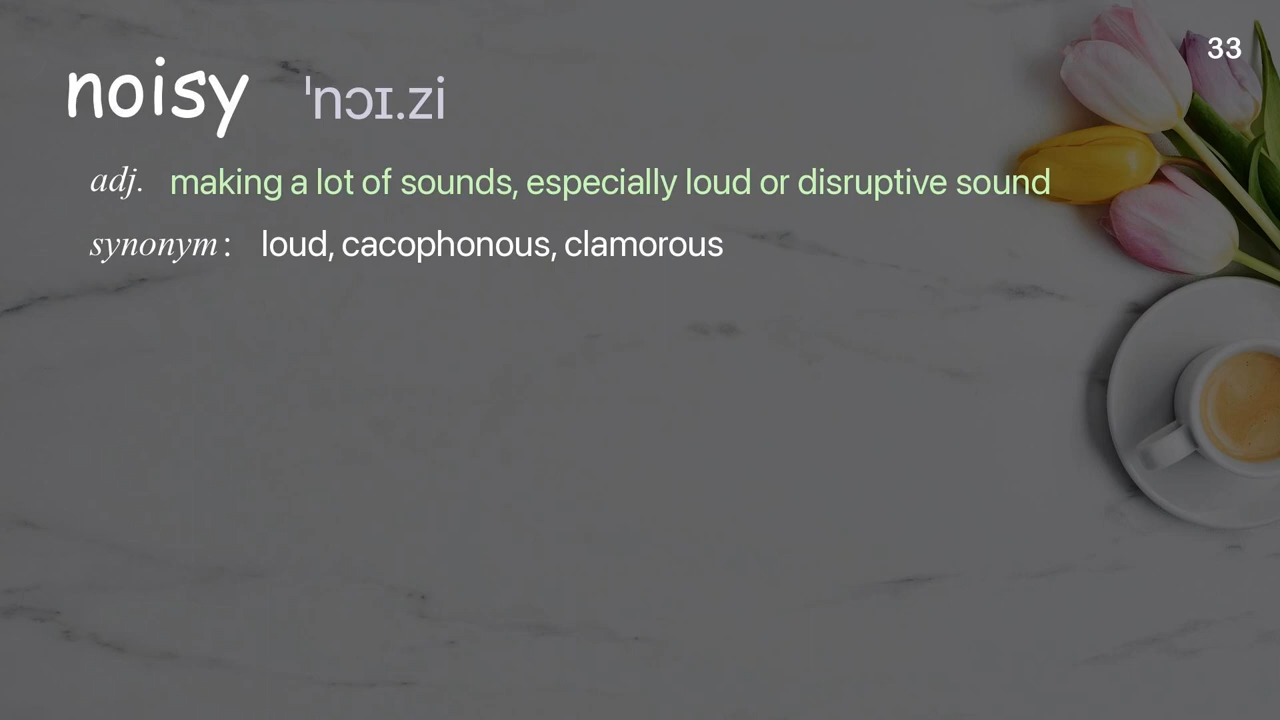 33
noisy ˈnɔɪ.zi
adj. making a lot of sounds, especially loud or disruptive sound
synonym : loud, cacophonous, clamorous